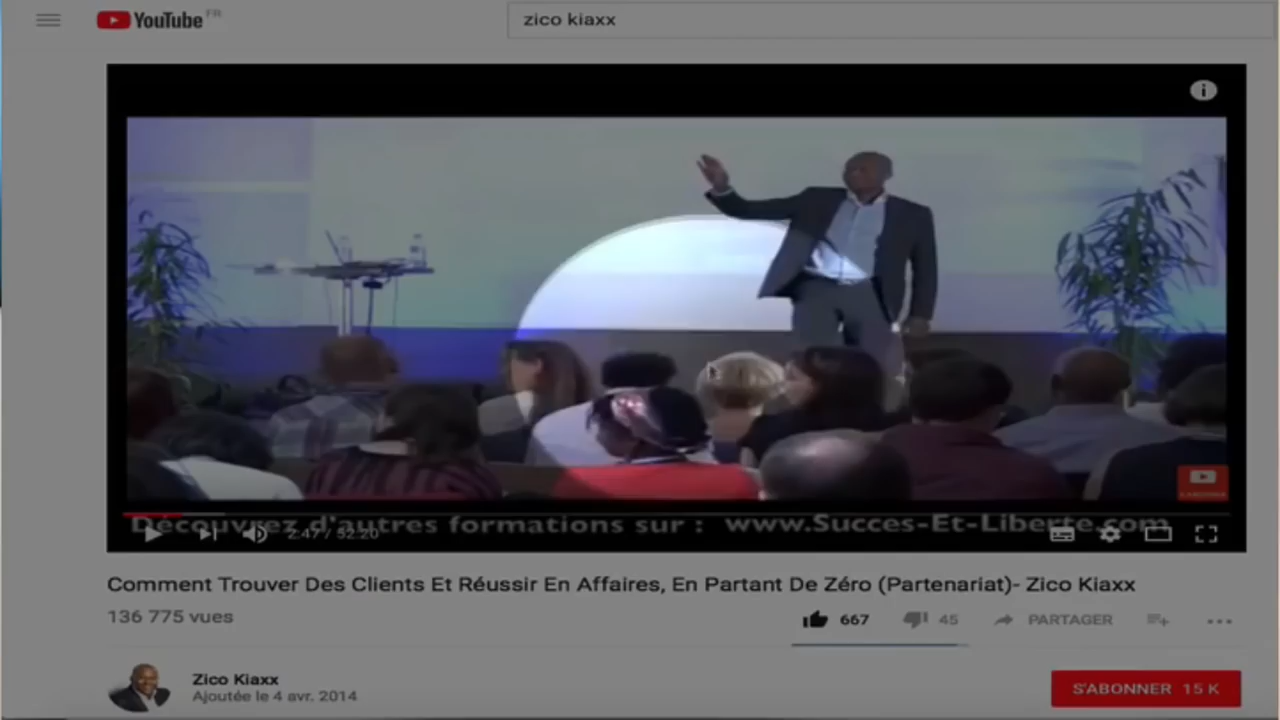 YouTube FR
zico kiaxx
Découvrez d'autres formations sur : www.Succes-Et-Liberte.com
2:47 / 52:20
Comment Trouver Des Clients Et Réussir En Affaires, En Partant De Zéro (Partenariat)- Zico Kiaxx
136 775 vues
667
45
PARTAGER
Zico Kiaxx
Ajoutée le 4 avr. 2014
S'ABONNER 15 K